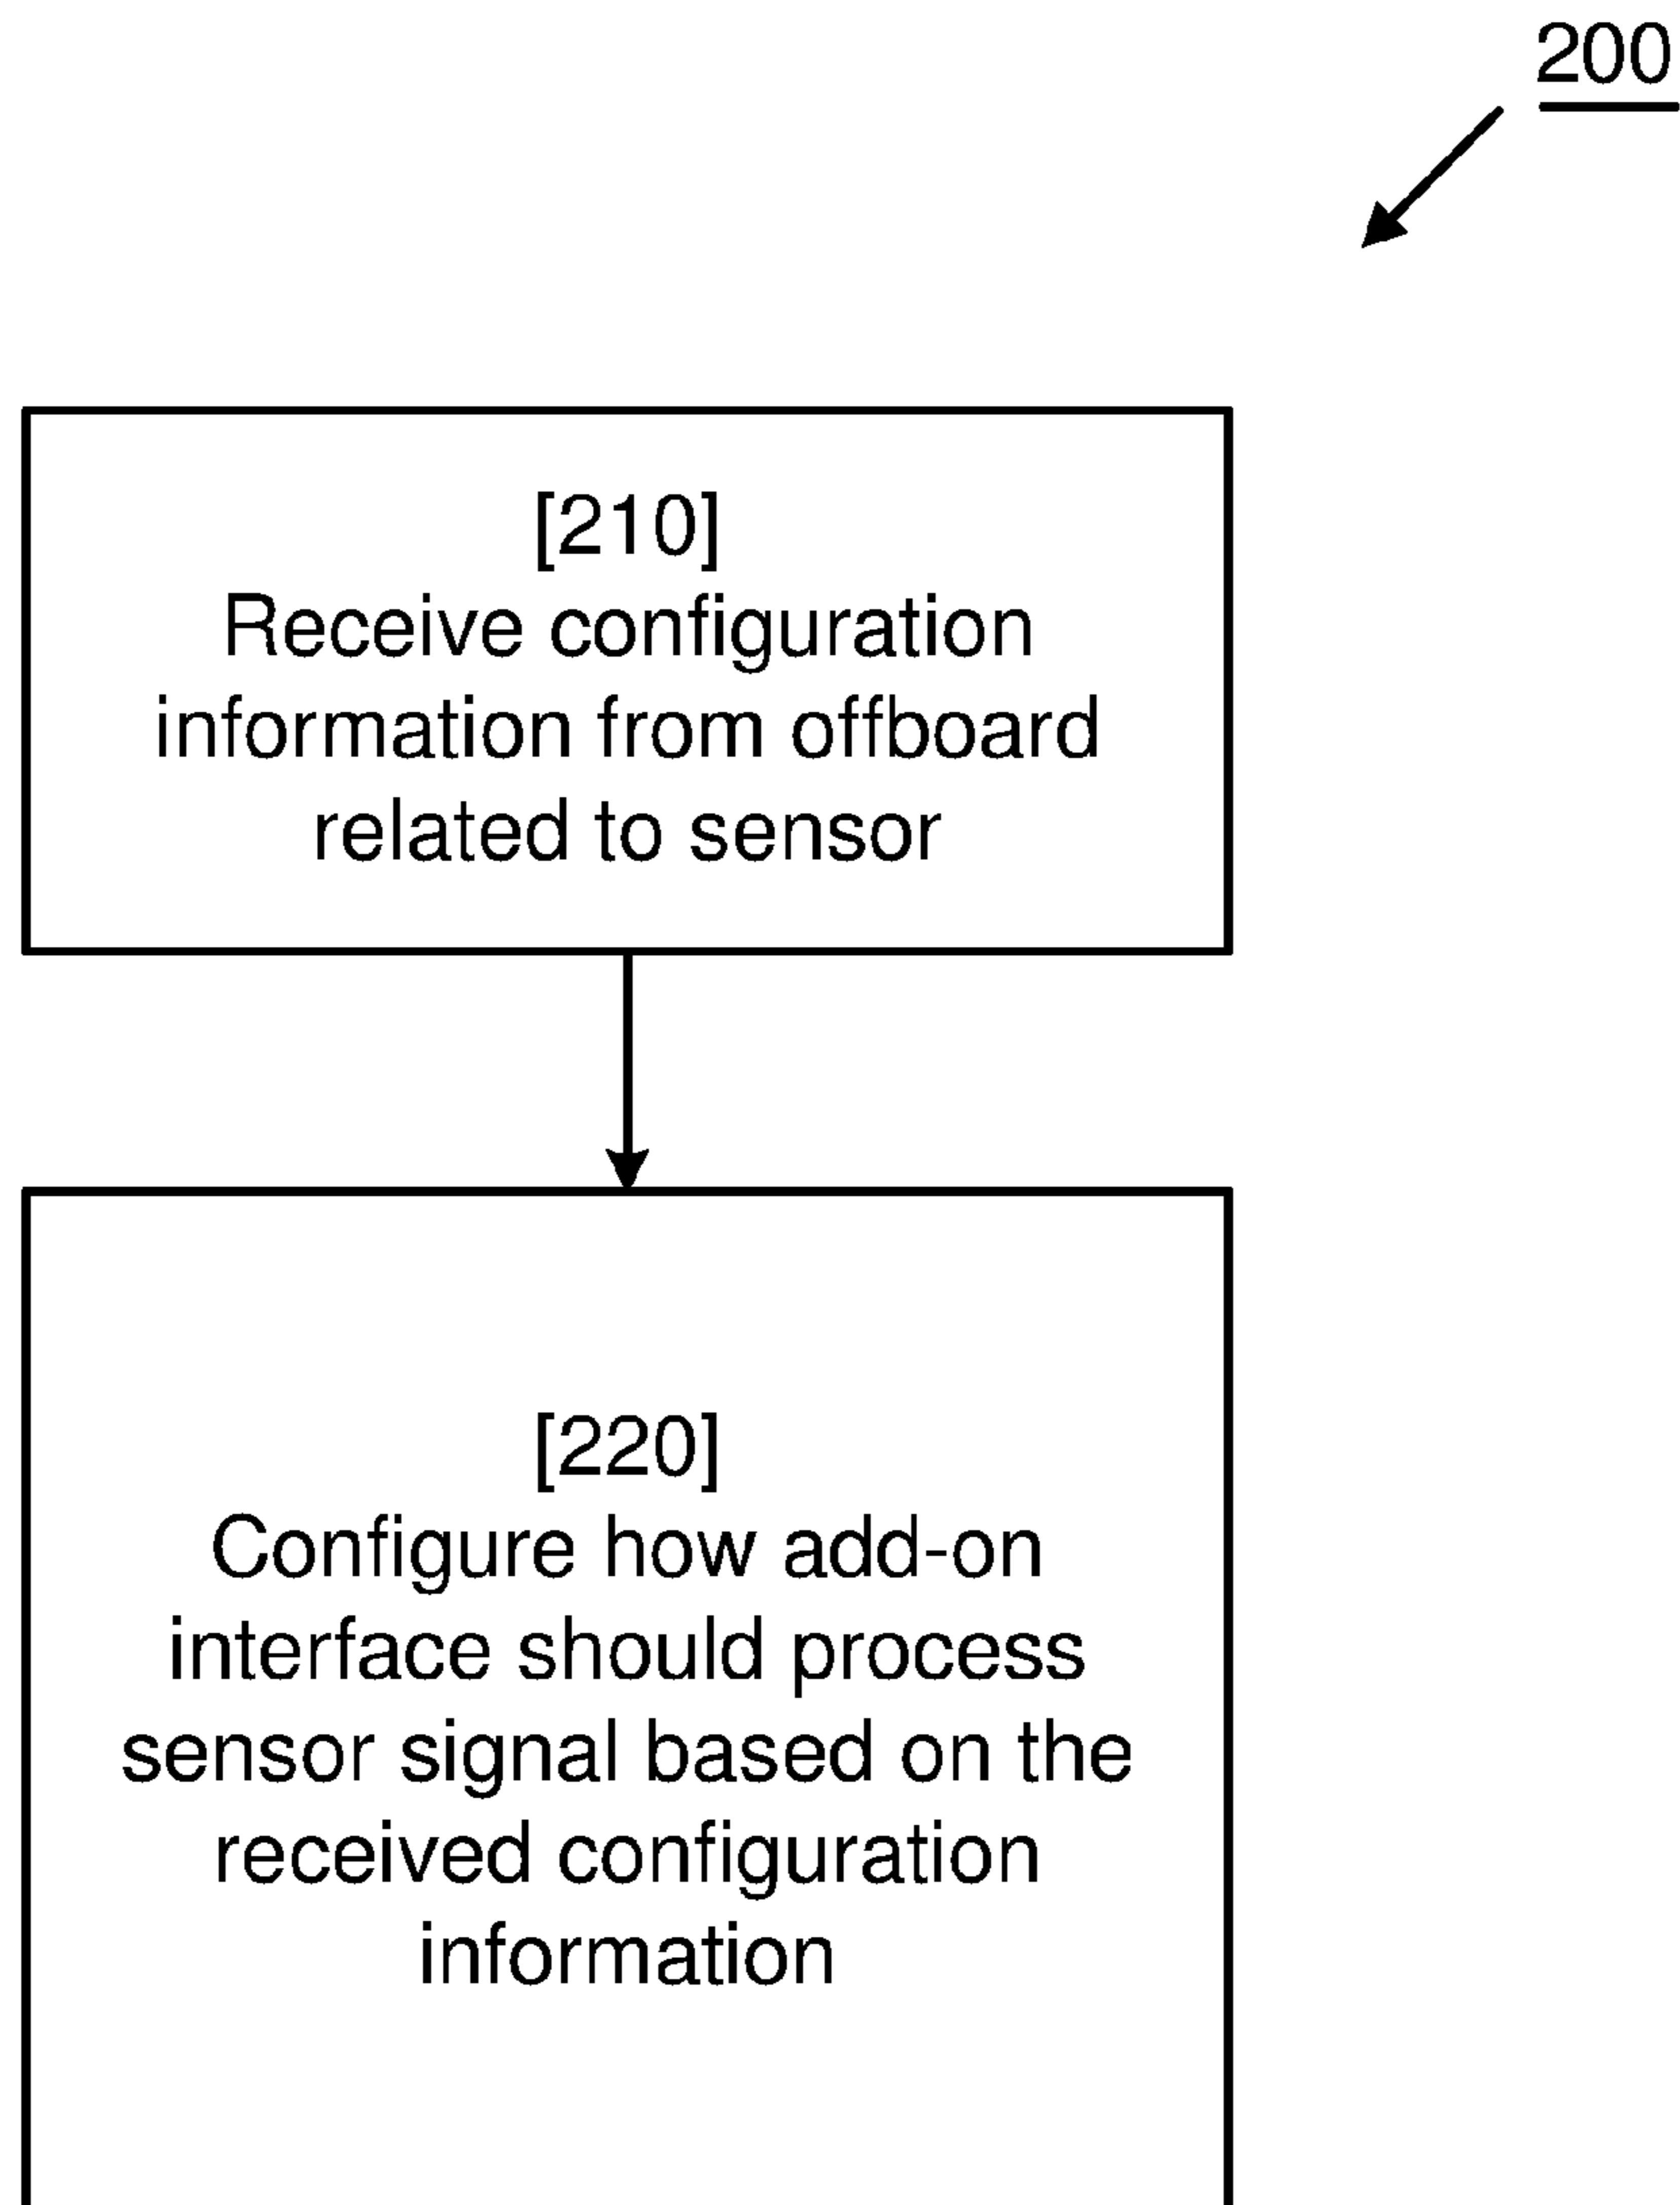 200
[210]
Receive configuration
information from offboard
related to sensor
[220]
Configure how add-on
interface should process
sensor signal based on the
received configuration
information